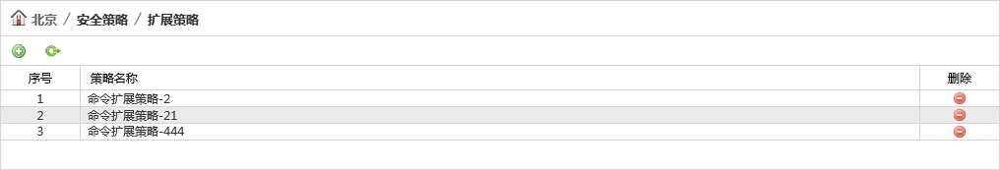 北京 / 安全策略 / 扩展策略
序号 策略名称 删除
1 命令扩展策略-2
2 命令扩展策略-21
3 命令扩展策略-444